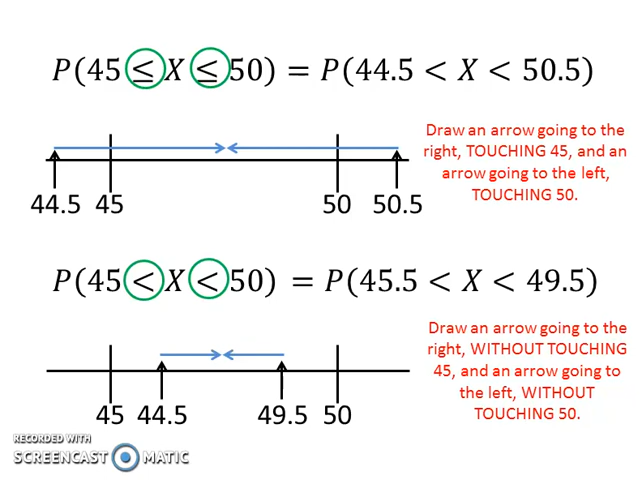 P(45 ≤ X ≤ 50) = P(44.5 < X < 50.5)
Draw an arrow going to the
right, TOUCHING 45, and an
arrow going to the left,
TOUCHING 50.
44.5 45 50 50.5
P(45 < X < 50) = P(45.5 < X < 49.5)
Draw an arrow going to the
right, WITHOUT TOUCHING
45, and an arrow going to
the left, WITHOUT
TOUCHING 50.
45 44.5 49.5 50
RECORDED WITH
SCREENCAST MATIC